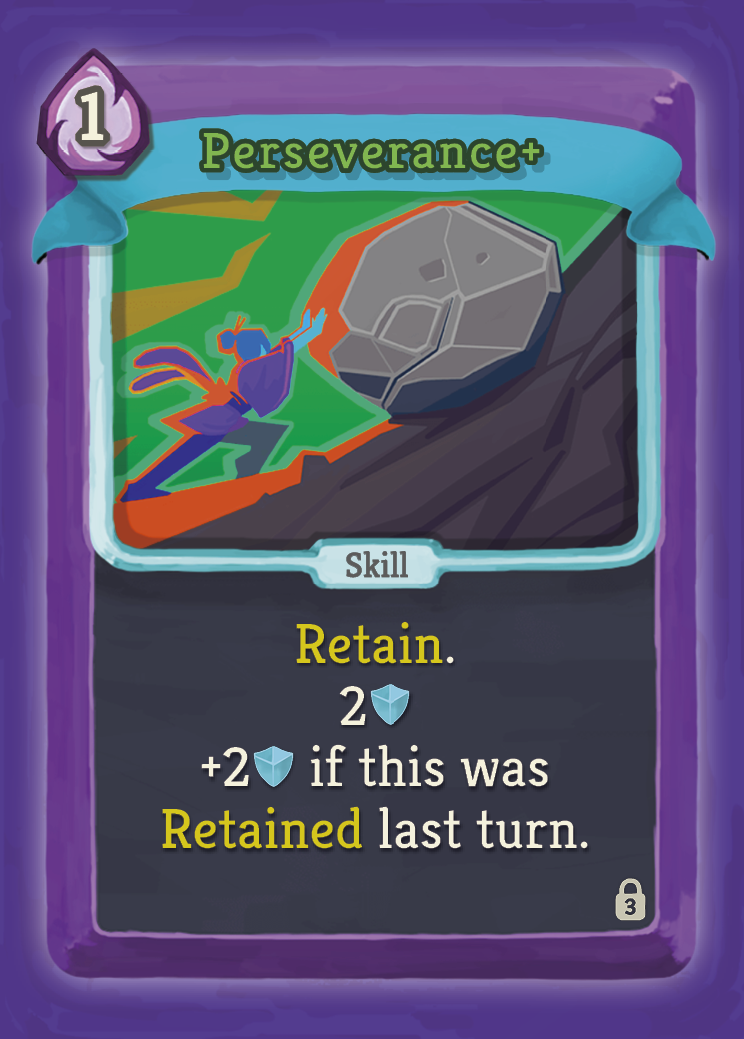 1
Perseverance+
Skill
Retain.
2
+2 if this was
Retained last turn.
3